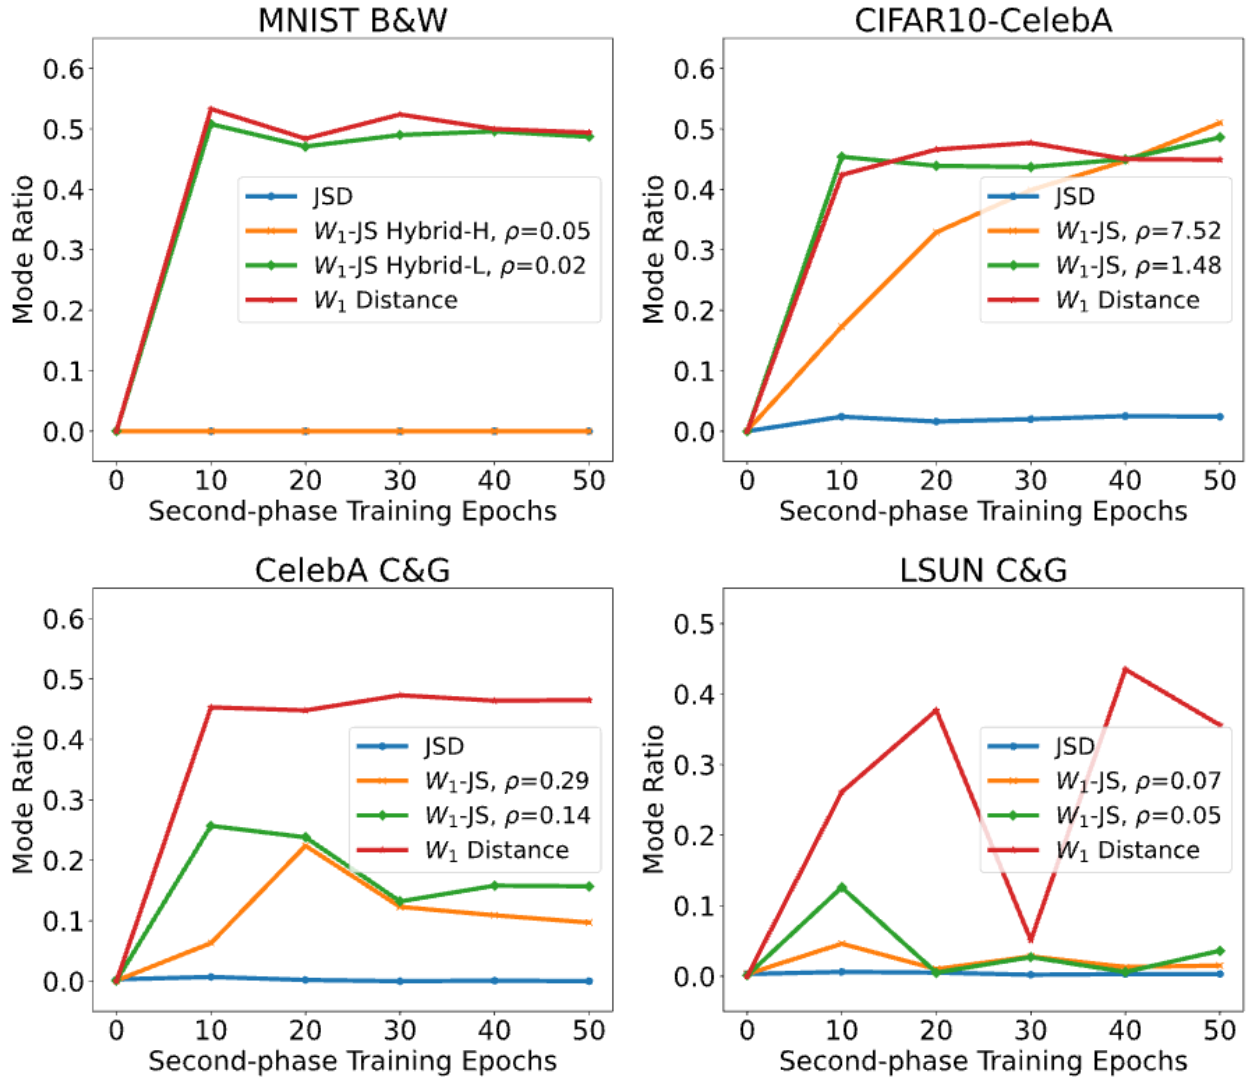 MNIST B&W
Mode Ratio
0.6
0.5
0.4
0.3
0.2
0.1
0.0
JSD
W₁-JS Hybrid-H, ρ=0.05
W₁-JS Hybrid-L, ρ=0.02
W₁ Distance
0 10 20 30 40 50
Second-phase Training Epochs
CIFAR10-CelebA
Mode Ratio
0.6
0.5
0.4
0.3
0.2
0.1
0.0
JSD
W₁-JS, ρ=7.52
W₁-JS, ρ=1.48
W₁ Distance
0 10 20 30 40 50
Second-phase Training Epochs
CelebA C&G
Mode Ratio
0.6
0.5
0.4
0.3
0.2
0.1
0.0
JSD
W₁-JS, ρ=0.29
W₁-JS, ρ=0.14
W₁ Distance
0 10 20 30 40 50
Second-phase Training Epochs
LSUN C&G
Mode Ratio
0.5
0.4
0.3
0.2
0.1
0.0
JSD
W₁-JS, ρ=0.07
W₁-JS, ρ=0.05
W₁ Distance
0 10 20 30 40 50
Second-phase Training Epochs